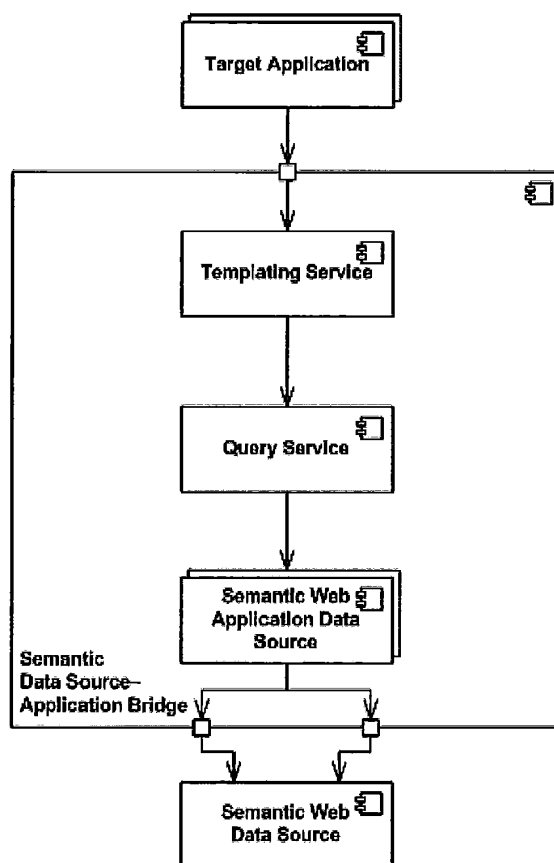 Target Application
Templating Service
Query Service
Semantic Web
Application Data
Source
Semantic
Data Source–
Application Bridge
Semantic Web
Data Source